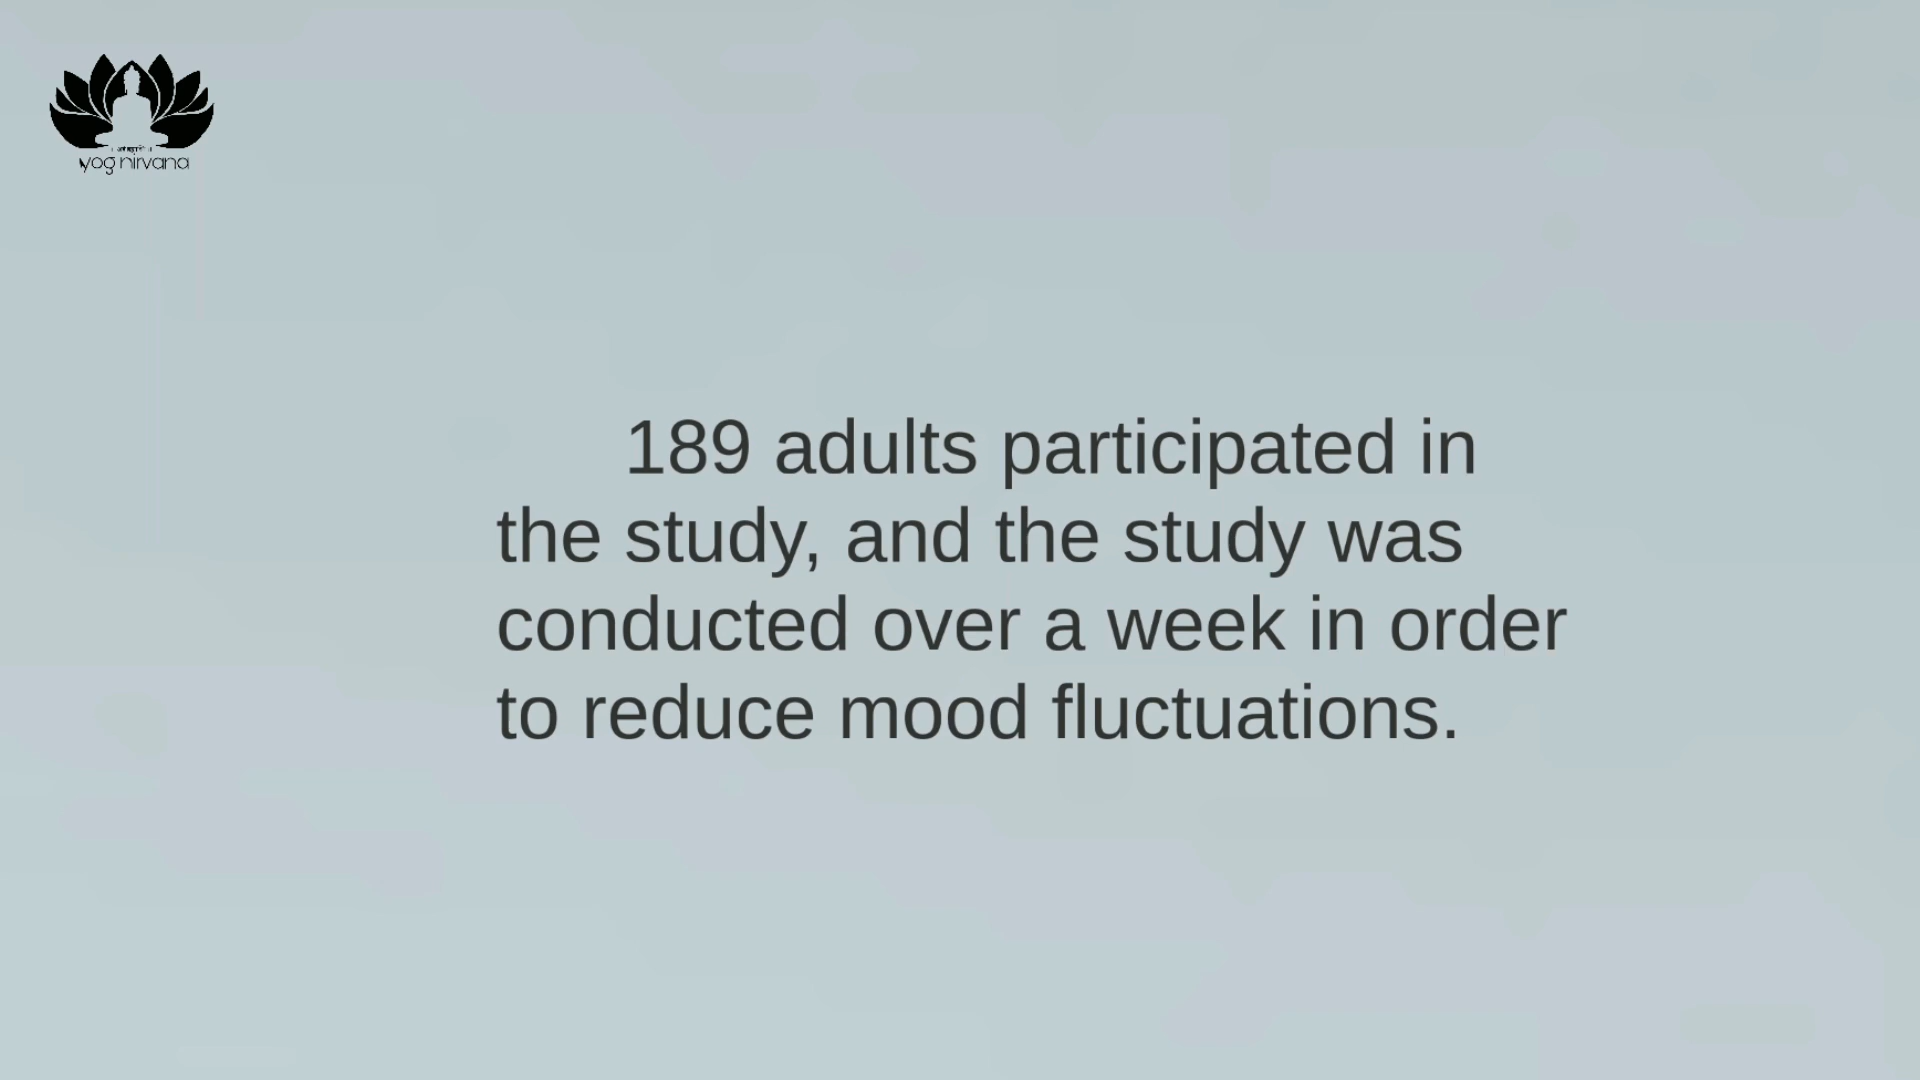 yog nirvana
189 adults participated in
the study, and the study was
conducted over a week in order
to reduce mood fluctuations.